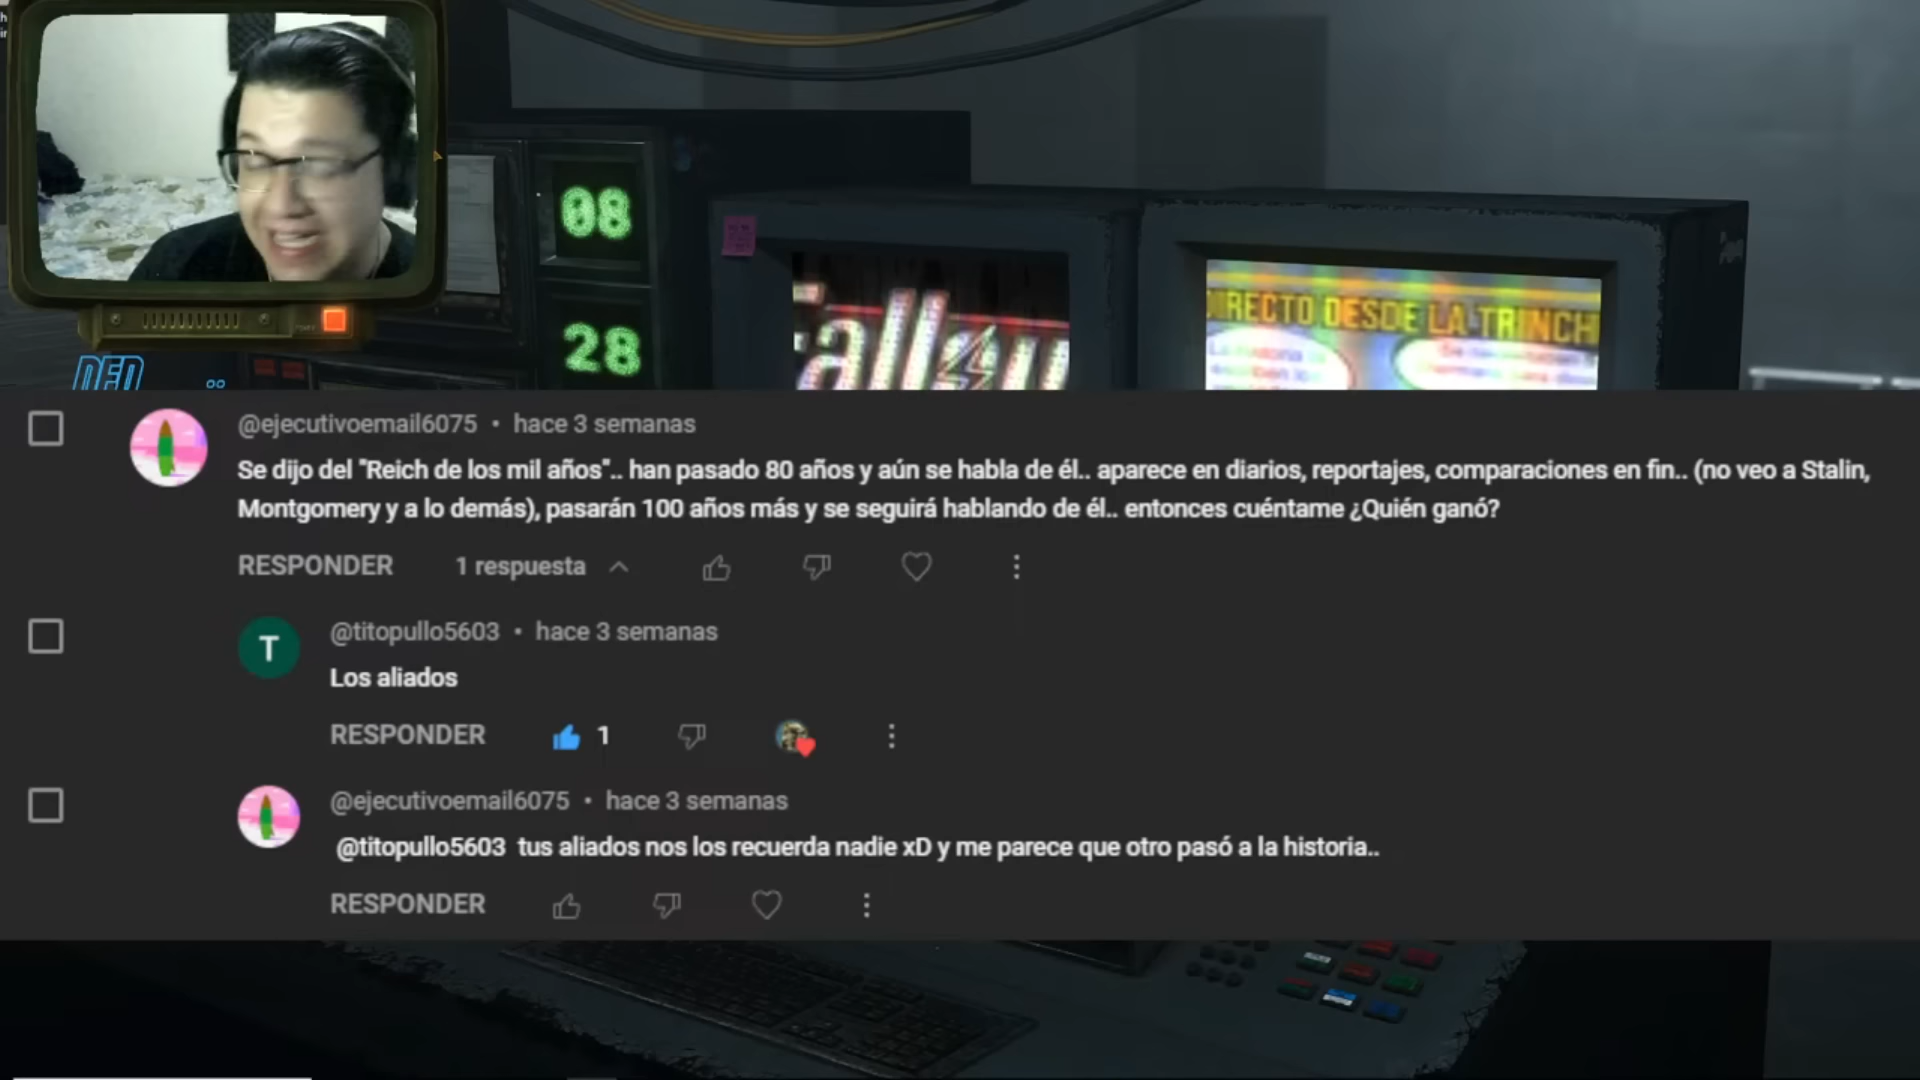 08
28
DIRECTO DESDE LA TRINCH
@ejecutivoemail6075 • hace 3 semanas
Se dijo del "Reich de los mil años".. han pasado 80 años y aún se habla de él.. aparece en diarios, reportajes, comparaciones en fin.. (no veo a Stalin,
Montgomery y a lo demás), pasarán 100 años más y se seguirá hablando de él.. entonces cuéntame ¿Quién ganó?
RESPONDER 1 respuesta
T
@titopullo5603 • hace 3 semanas
Los aliados
RESPONDER 1
@ejecutivoemail6075 • hace 3 semanas
@titopullo5603 tus aliados nos los recuerda nadie xD y me parece que otro pasó a la historia..
RESPONDER